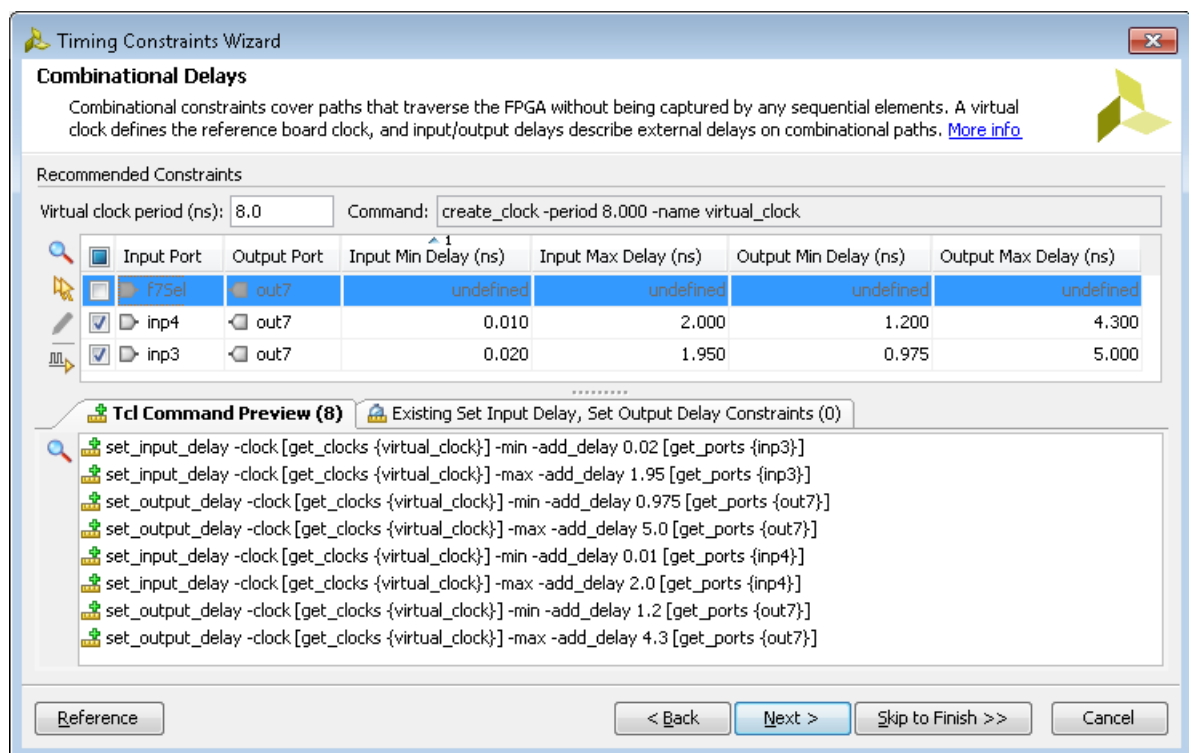 Timing Constraints Wizard
Combinational Delays
Combinational constraints cover paths that traverse the FPGA without being captured by any sequential elements. A virtual
clock defines the reference board clock, and input/output delays describe external delays on combinational paths. More info
Recommended Constraints
Virtual clock period (ns): 8.0 Command: create_clock -period 8.000 -name virtual_clock
Input Port Output Port Input Min Delay (ns) 1 Input Max Delay (ns) Output Min Delay (ns) Output Max Delay (ns)
f7Sel out7 undefined undefined undefined undefined
inp4 out7 0.010 2.000 1.200 4.300
inp3 out7 0.020 1.950 0.975 5.000
Tcl Command Preview (8) Existing Set Input Delay, Set Output Delay Constraints (0)
set_input_delay -clock [get_clocks {virtual_clock}] -min -add_delay 0.02 [get_ports {inp3}]
set_input_delay -clock [get_clocks {virtual_clock}] -max -add_delay 1.95 [get_ports {inp3}]
set_output_delay -clock [get_clocks {virtual_clock}] -min -add_delay 0.975 [get_ports {out7}]
set_output_delay -clock [get_clocks {virtual_clock}] -max -add_delay 5.0 [get_ports {out7}]
set_input_delay -clock [get_clocks {virtual_clock}] -min -add_delay 0.01 [get_ports {inp4}]
set_input_delay -clock [get_clocks {virtual_clock}] -max -add_delay 2.0 [get_ports {inp4}]
set_output_delay -clock [get_clocks {virtual_clock}] -min -add_delay 1.2 [get_ports {out7}]
set_output_delay -clock [get_clocks {virtual_clock}] -max -add_delay 4.3 [get_ports {out7}]
Reference < Back Next > Skip to Finish >> Cancel